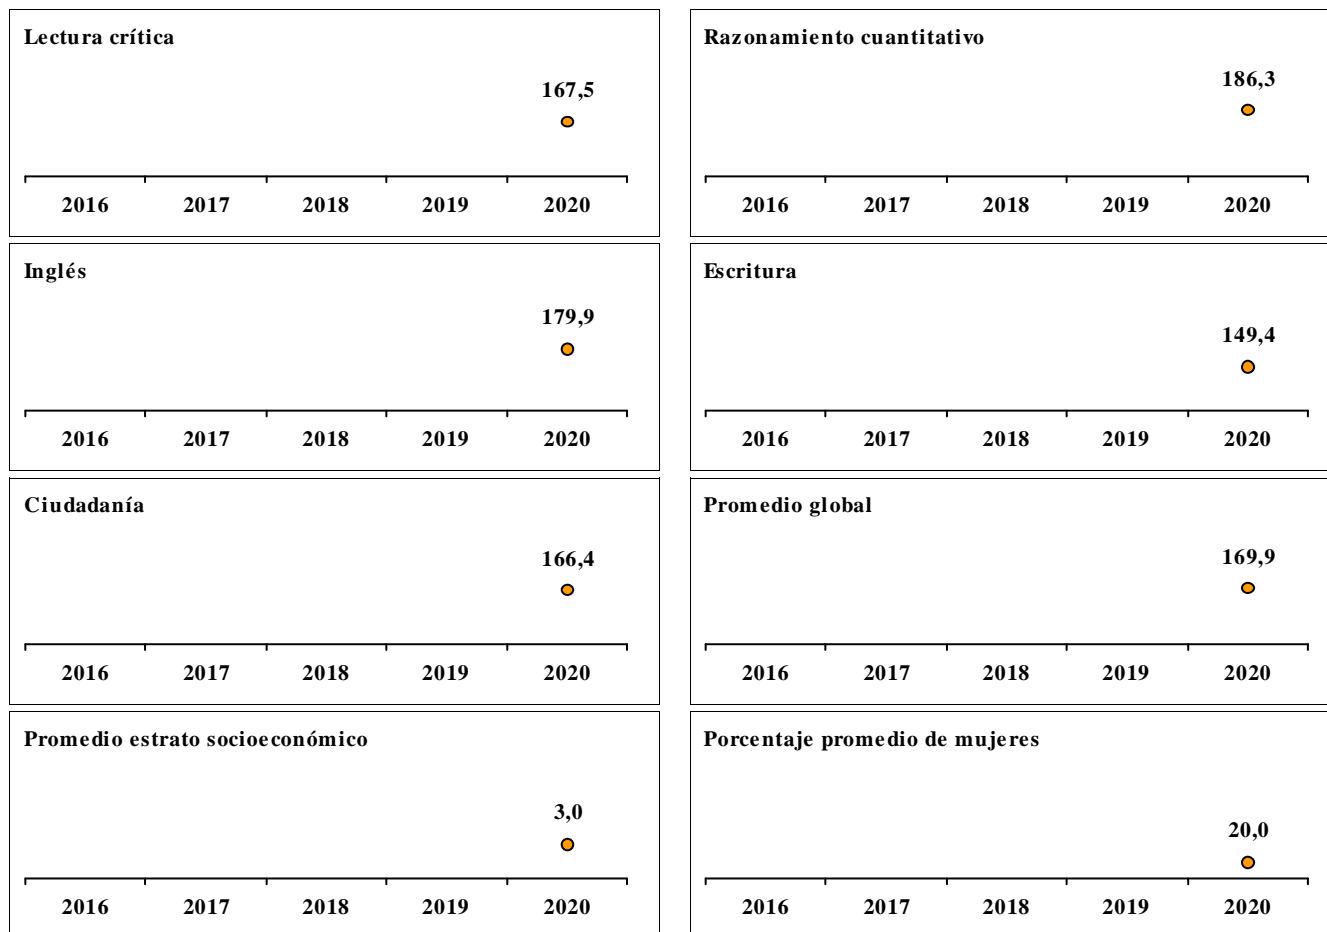 Lectura crítica
167,5
2016 2017 2018 2019 2020
Razonamiento cuantitativo
186,3
2016 2017 2018 2019 2020
Inglés
179,9
2016 2017 2018 2019 2020
Escritura
149,4
2016 2017 2018 2019 2020
Ciudadanía
166,4
2016 2017 2018 2019 2020
Promedio global
169,9
2016 2017 2018 2019 2020
Promedio estrato socioeconómico
3,0
2016 2017 2018 2019 2020
Porcentaje promedio de mujeres
20,0
2016 2017 2018 2019 2020